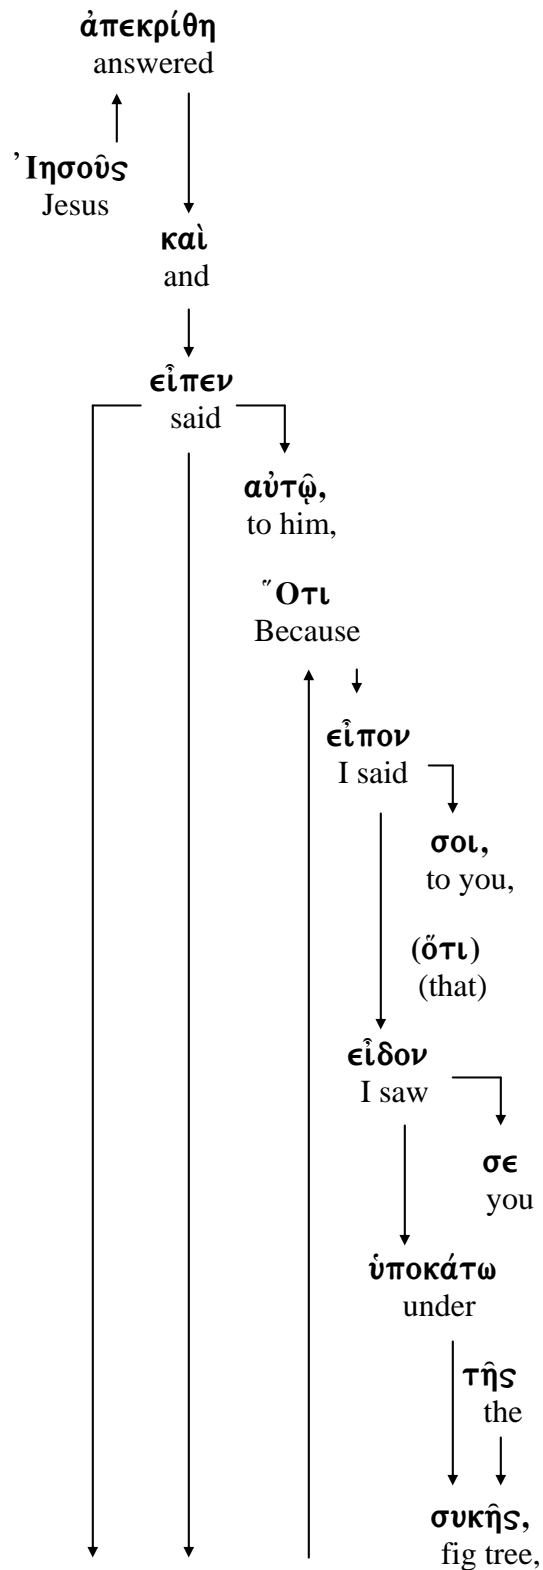 ἀπεκρίθη
answered
Ἰησοῦς
Jesus
καὶ
and
εἶπεν
said
αὐτῷ,
to him,
Ὅτι
Because
εἶπον
I said
σοι,
to you,
(ὅτι)
(that)
εἶδον
I saw
σε
you
ὑποκάτω
under
τῆς
the
συκῆς,
fig tree,